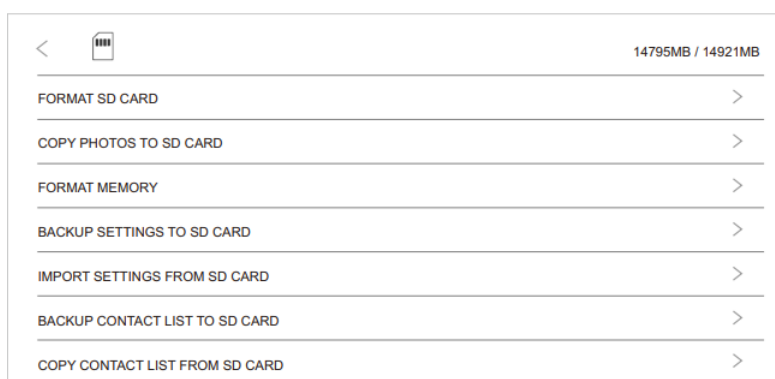 14795MB / 14921MB
FORMAT SD CARD
COPY PHOTOS TO SD CARD
FORMAT MEMORY
BACKUP SETTINGS TO SD CARD
IMPORT SETTINGS FROM SD CARD
BACKUP CONTACT LIST TO SD CARD
COPY CONTACT LIST FROM SD CARD